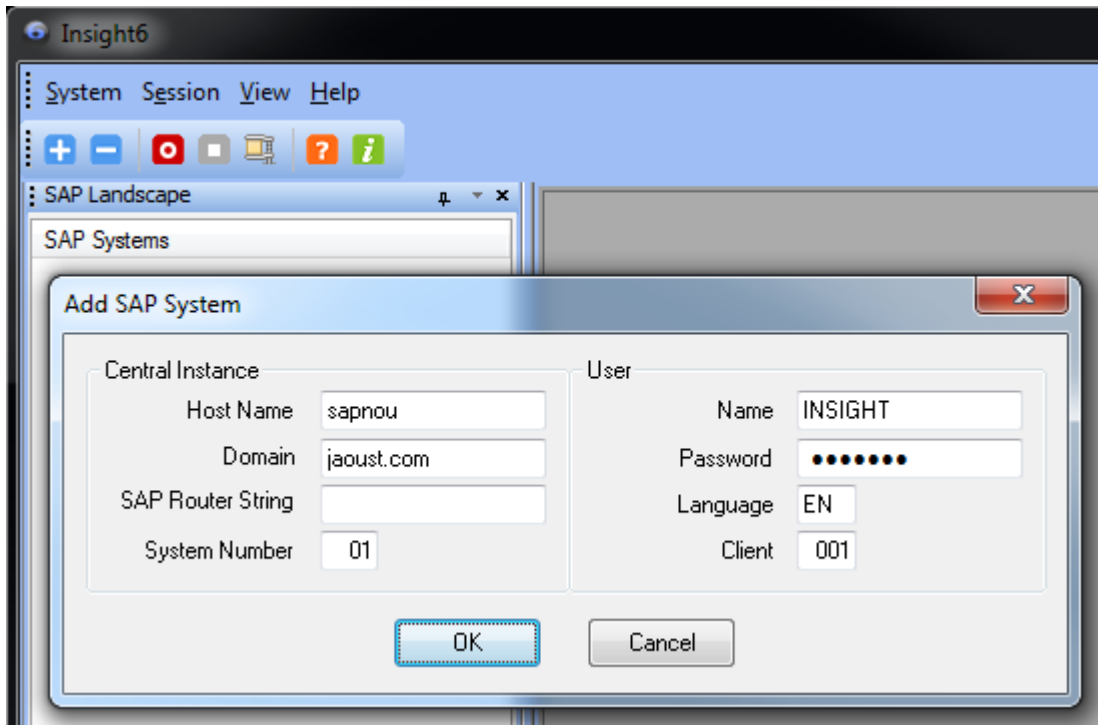 Insight6
System Session View Help
SAP Landscape
SAP Systems
Add SAP System
Central Instance
Host Name sapnou
Domain jaoust.com
SAP Router String
System Number 01
User
Name INSIGHT
Password •••••••
Language EN
Client 001
OK Cancel